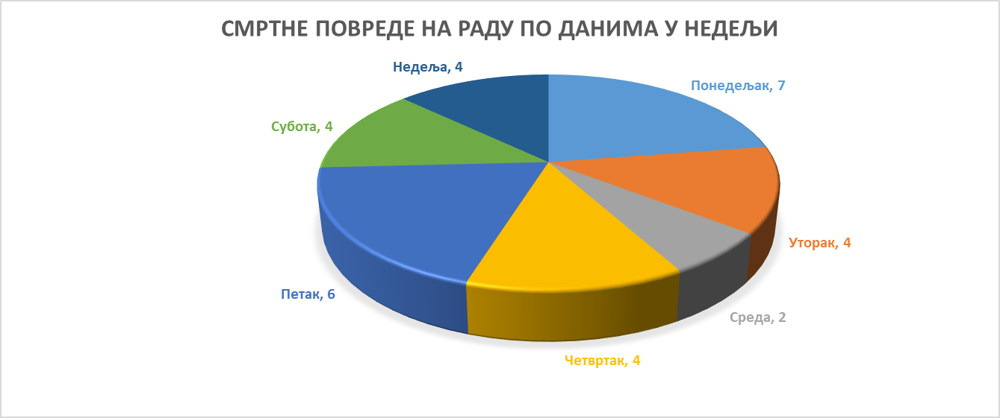 СМРТНЕ ПОВРЕДЕ НА РАДУ ПО ДАНИМА У НЕДЕЉИ
Недеља, 4
Понедељак, 7
Субота, 4
Уторак, 4
Петак, 6
Среда, 2
Четвртак, 4